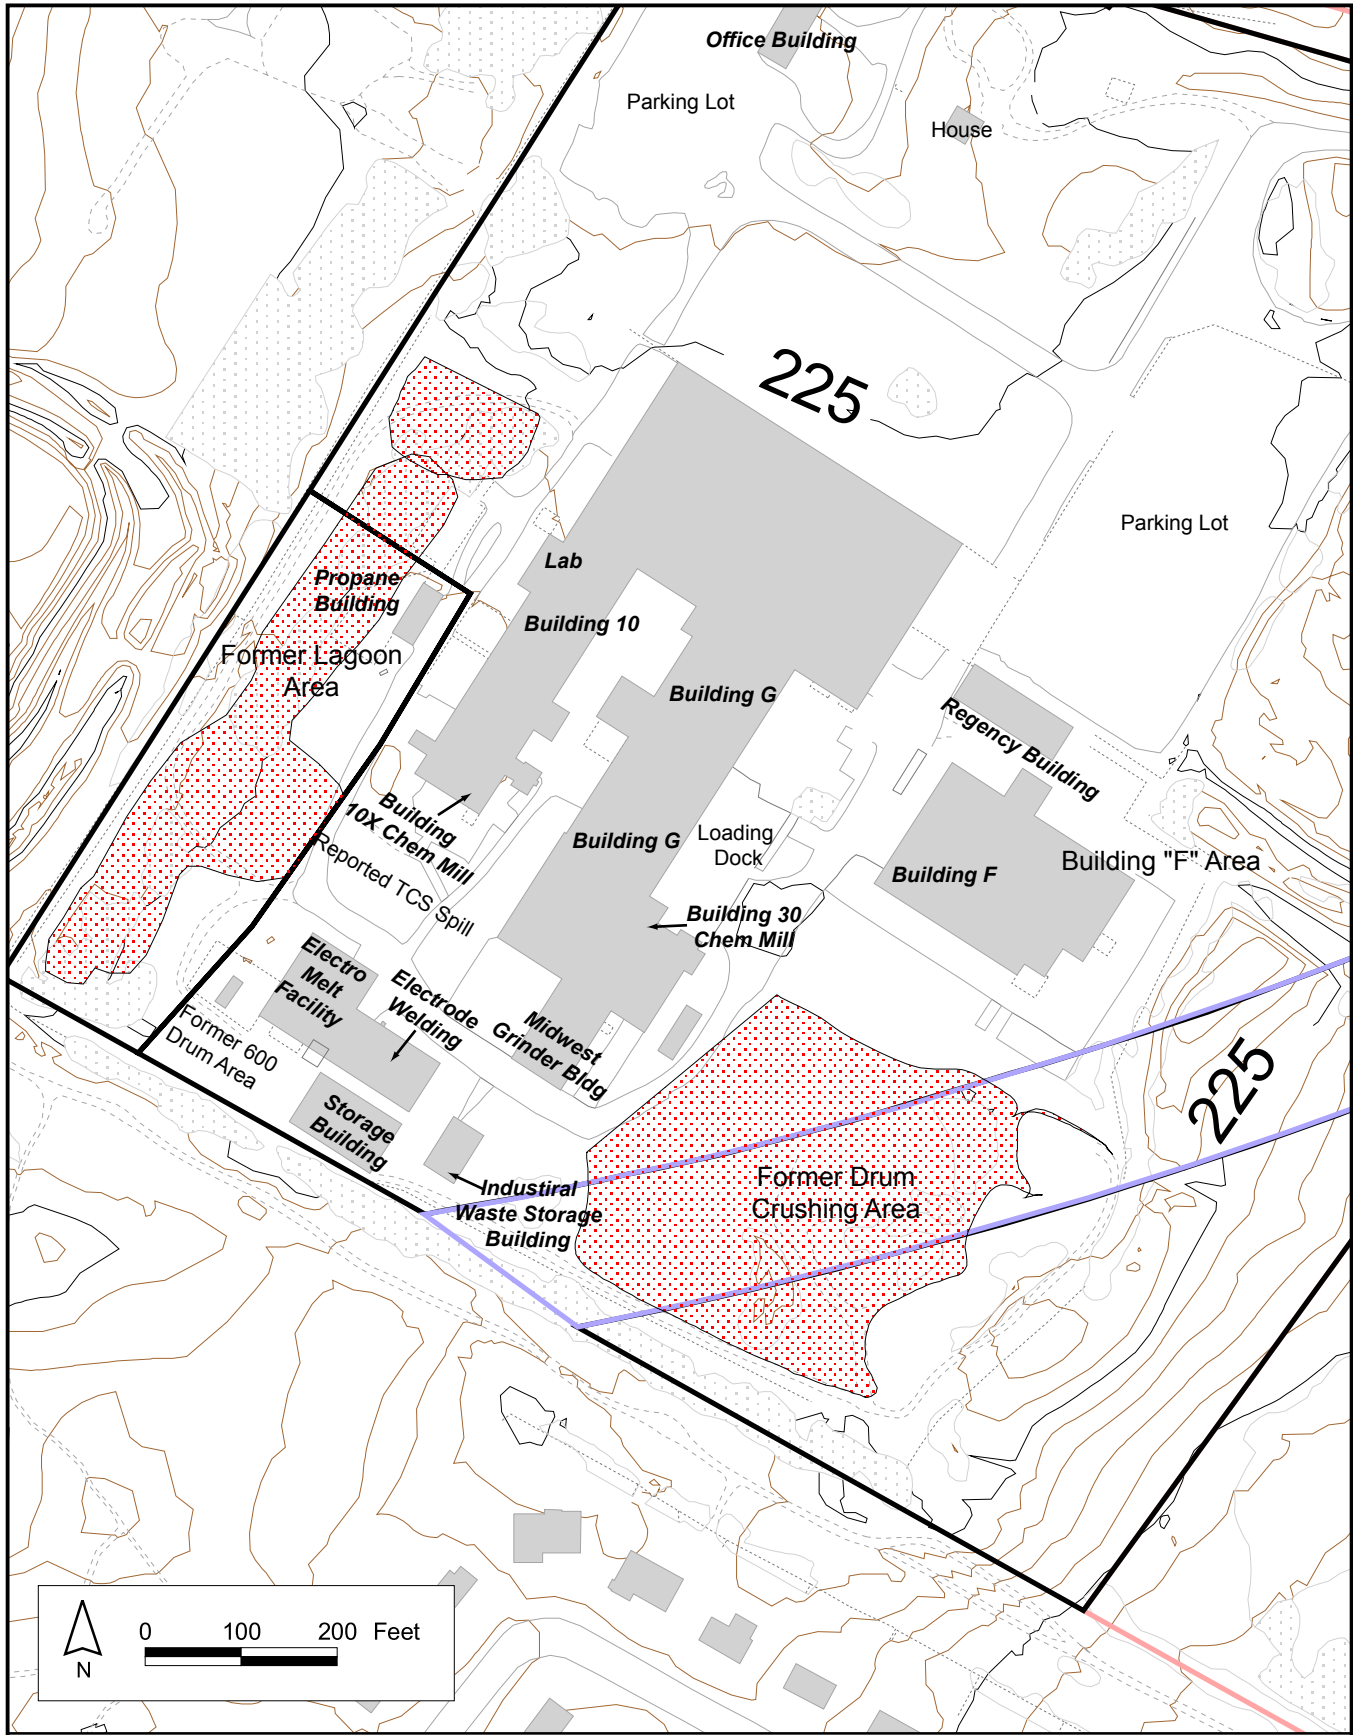 Office Building
Parking Lot
House
225
Parking Lot
Lab
Propane
Building
Building 10
Former Lagoon
Area
Building G
Regency Building
Building
10X Chem Mill
Reported TCS Spill
Building G
Loading
Dock
Building F
Building "F" Area
Building 30
Chem Mill
Electro
Melt
Facility
Electrode
Welding
Midwest
Grinder Bldg
Former 600
Drum Area
225
Storage
Building
Former Drum
Crushing Area
Industiral
Waste Storage
Building
0 100 200 Feet
N